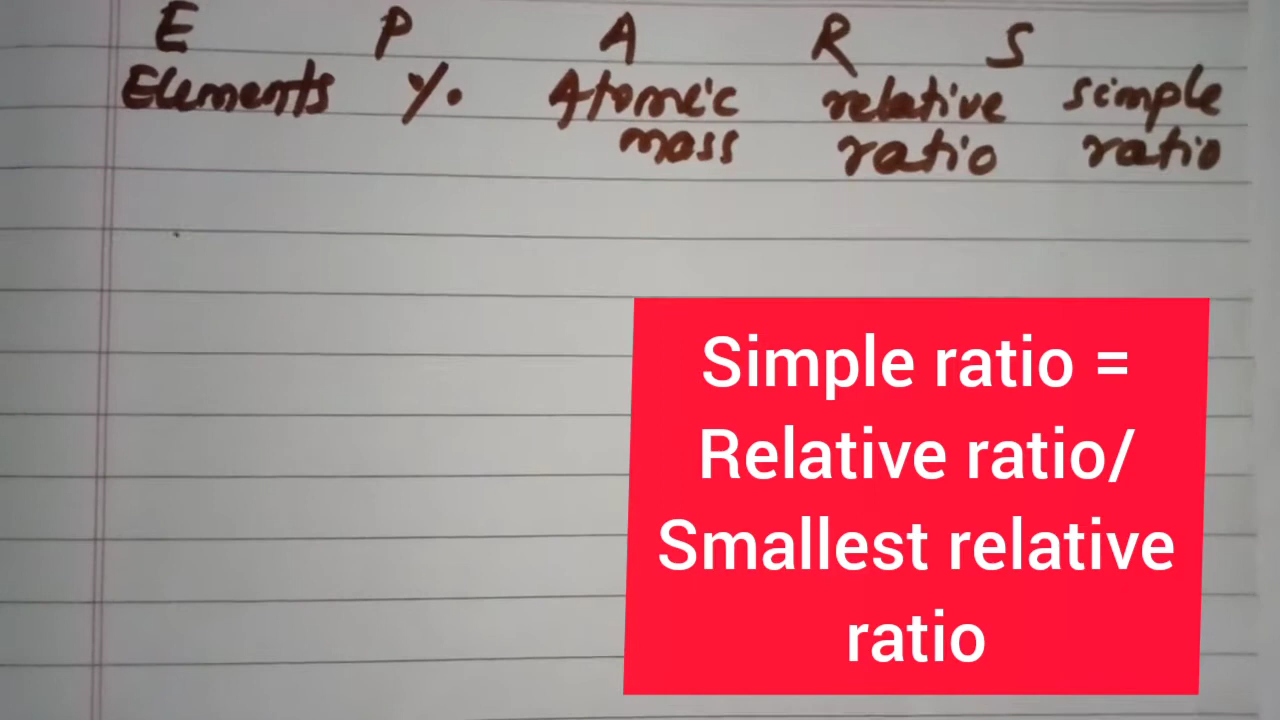 E P A R S
Elements %. Atomic relative simple
mass ratio ratio
Simple ratio =
Relative ratio/
Smallest relative
ratio